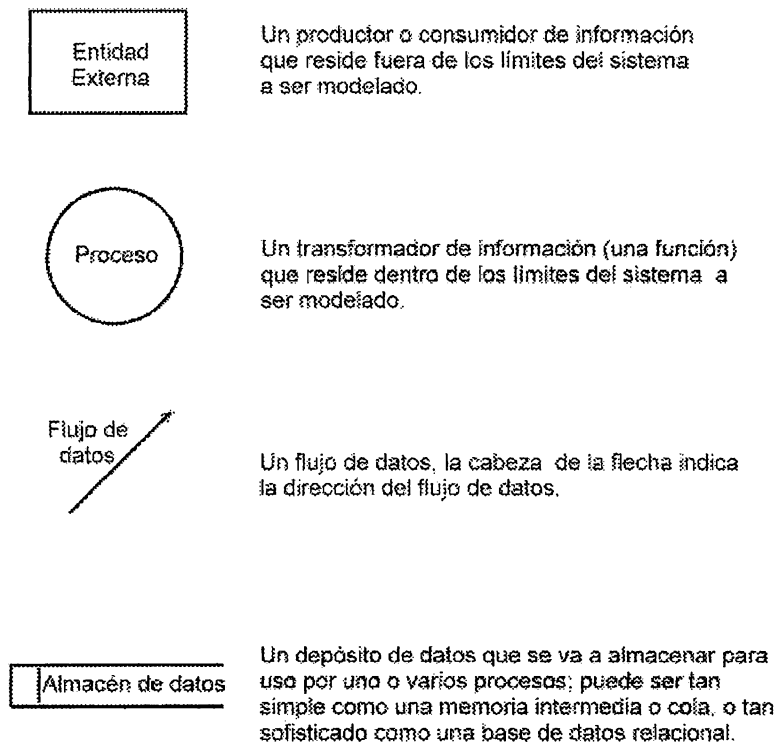 Entidad
Externa
Un productor o consumidor de información
que reside fuera de los límites del sistema
a ser modelado.
Proceso
Un transformador de información (una función)
que reside dentro de los límites del sistema a
ser modelado.
Flujo de
datos
Un flujo de datos, la cabeza de la flecha indica
la dirección del flujo de datos.
Almacén de datos
Un depósito de datos que se va a almacenar para
uso por uno o varios procesos; puede ser tan
simple como una memoria intermedia o cola, o tan
sofisticado como una base de datos relacional.